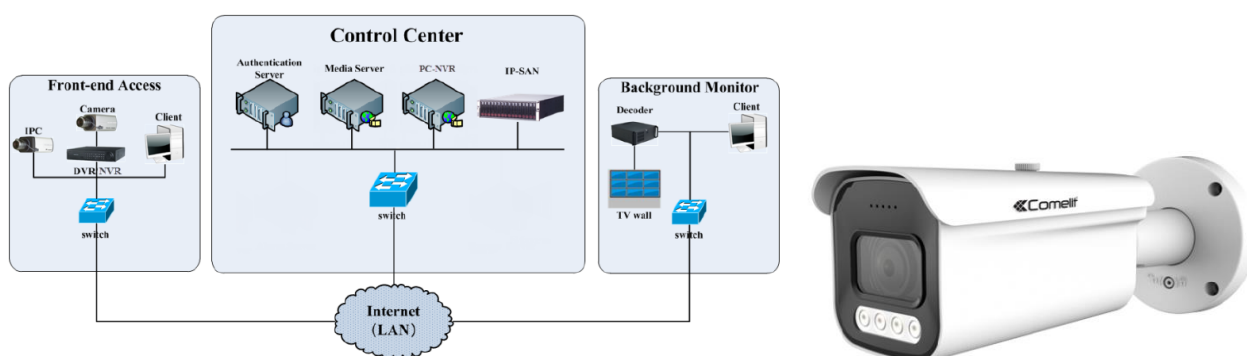 Control Center
Authentication
Server
Media Server
PC-NVR
IP-SAN
Front-end Access
Camera
IPC
Client
DVR/NVR
switch
switch
Background Monitor
Decoder
Client
TV wall
switch
Internet
(LAN)
Comelit